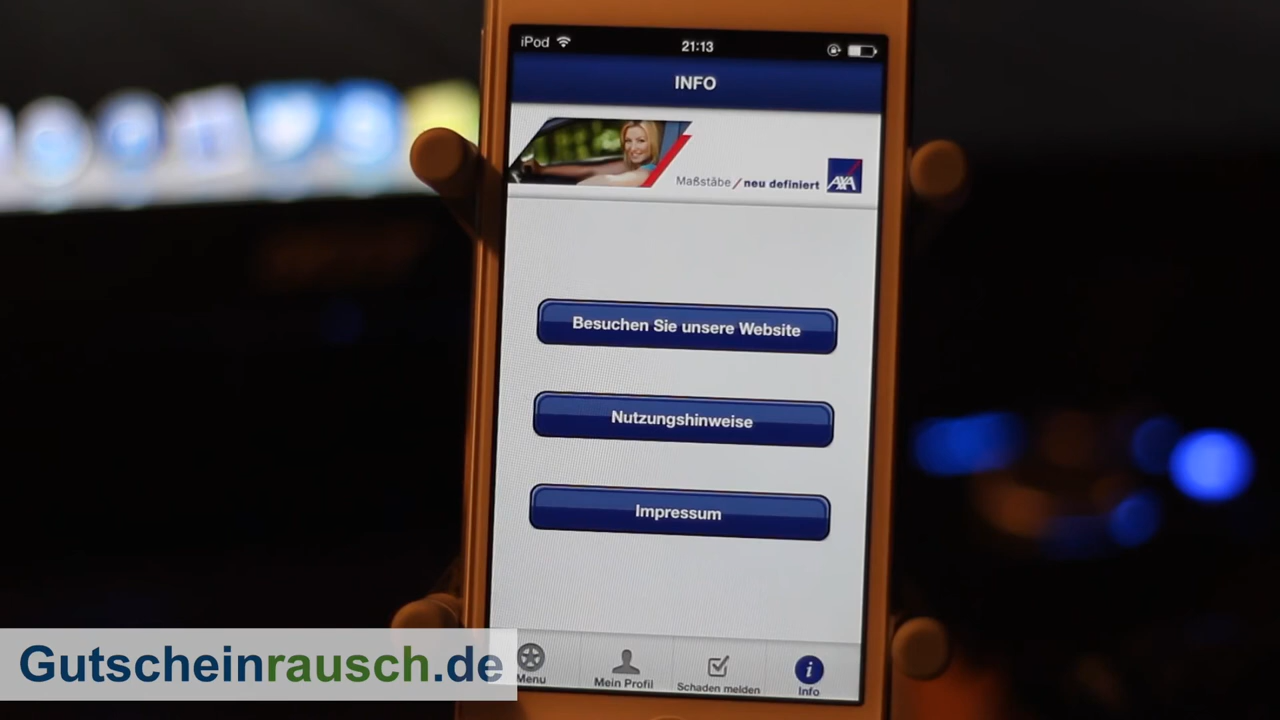 iPod
21:13
INFO
Maßstäbe / neu definiert
AXA
Besuchen Sie unsere Website
Nutzungshinweise
Impressum
Menu
Mein Profil
Schaden melden
i
Info
Gutscheinrausch.de